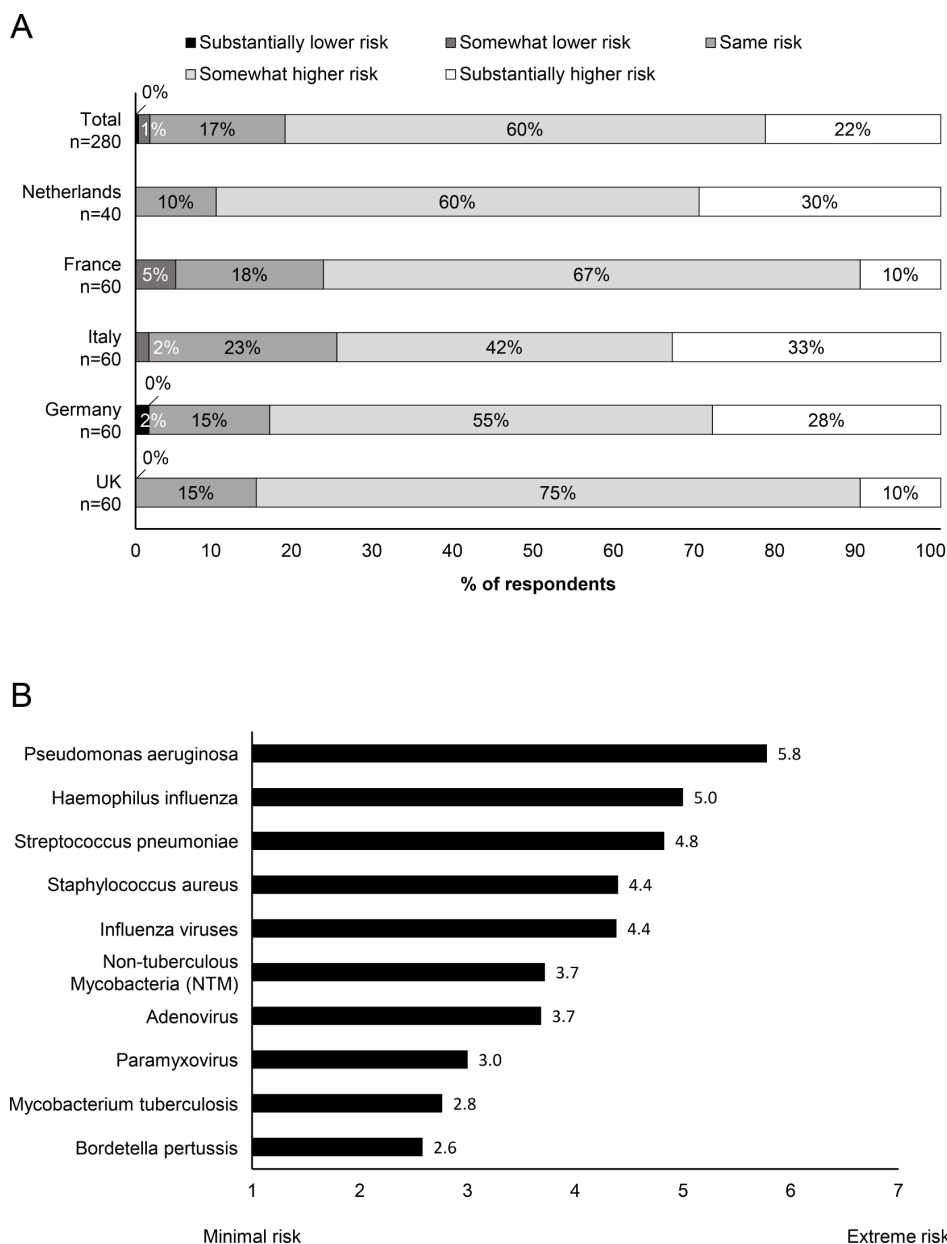 A
Substantially lower risk Somewhat lower risk Same risk
Somewhat higher risk Substantially higher risk
0%
Total
n=280
1% 17% 60% 22%
Netherlands
n=40
10% 60% 30%
France
n=60
5% 18% 67% 10%
Italy
n=60
2% 23% 42% 33%
0%
Germany
n=60
2% 15% 55% 28%
0%
UK
n=60
15% 75% 10%
0 10 20 30 40 50 60 70 80 90 100
% of respondents
B
Pseudomonas aeruginosa 5.8
Haemophilus influenza 5.0
Streptococcus pneumoniae 4.8
Staphylococcus aureus 4.4
Influenza viruses 4.4
Non-tuberculous
Mycobacteria (NTM) 3.7
Adenovirus 3.7
Paramyxovirus 3.0
Mycobacterium tuberculosis 2.8
Bordetella pertussis 2.6
1 2 3 4 5 6 7
Minimal risk Extreme risk